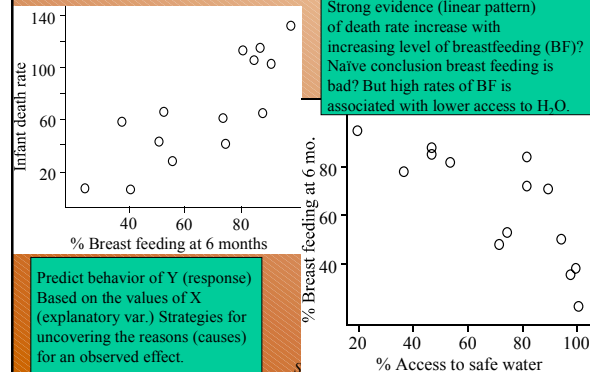 Strong evidence (linear pattern)
of death rate increase with
increasing level of breastfeeding (BF)?
Naïve conclusion breast feeding is
bad? But high rates of BF is
associated with lower access to H₂O.
Infant death rate
140
100
60
20
40 60 80
% Breast feeding at 6 months
% Breast feeding at 6 mo.
80
60
40
20 40 60 80 100
% Access to safe water
Predict behavior of Y (response)
Based on the values of X
(explanatory var.) Strategies for
uncovering the reasons (causes)
for an observed effect.